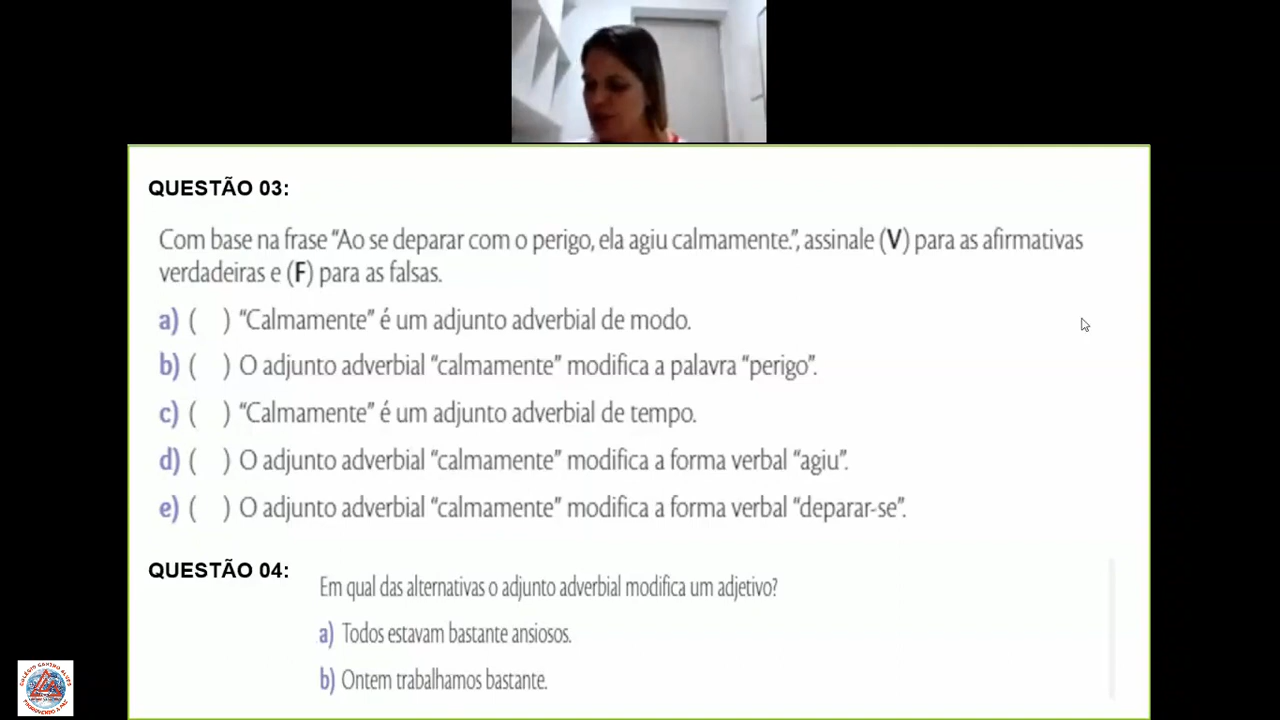 QUESTÃO 03:
Com base na frase “Ao se deparar com o perigo, ela agiu calmamente.”, assinale (V) para as afirmativas
verdadeiras e (F) para as falsas.
a) ( ) “Calmamente” é um adjunto adverbial de modo.
b) ( ) O adjunto adverbial “calmamente” modifica a palavra “perigo”.
c) ( ) “Calmamente” é um adjunto adverbial de tempo.
d) ( ) O adjunto adverbial “calmamente” modifica a forma verbal “agiu”.
e) ( ) O adjunto adverbial “calmamente” modifica a forma verbal “deparar-se”.
QUESTÃO 04:
Em qual das alternativas o adjunto adverbial modifica um adjetivo?
a) Todos estavam bastante ansiosos.
b) Ontem trabalhamos bastante.